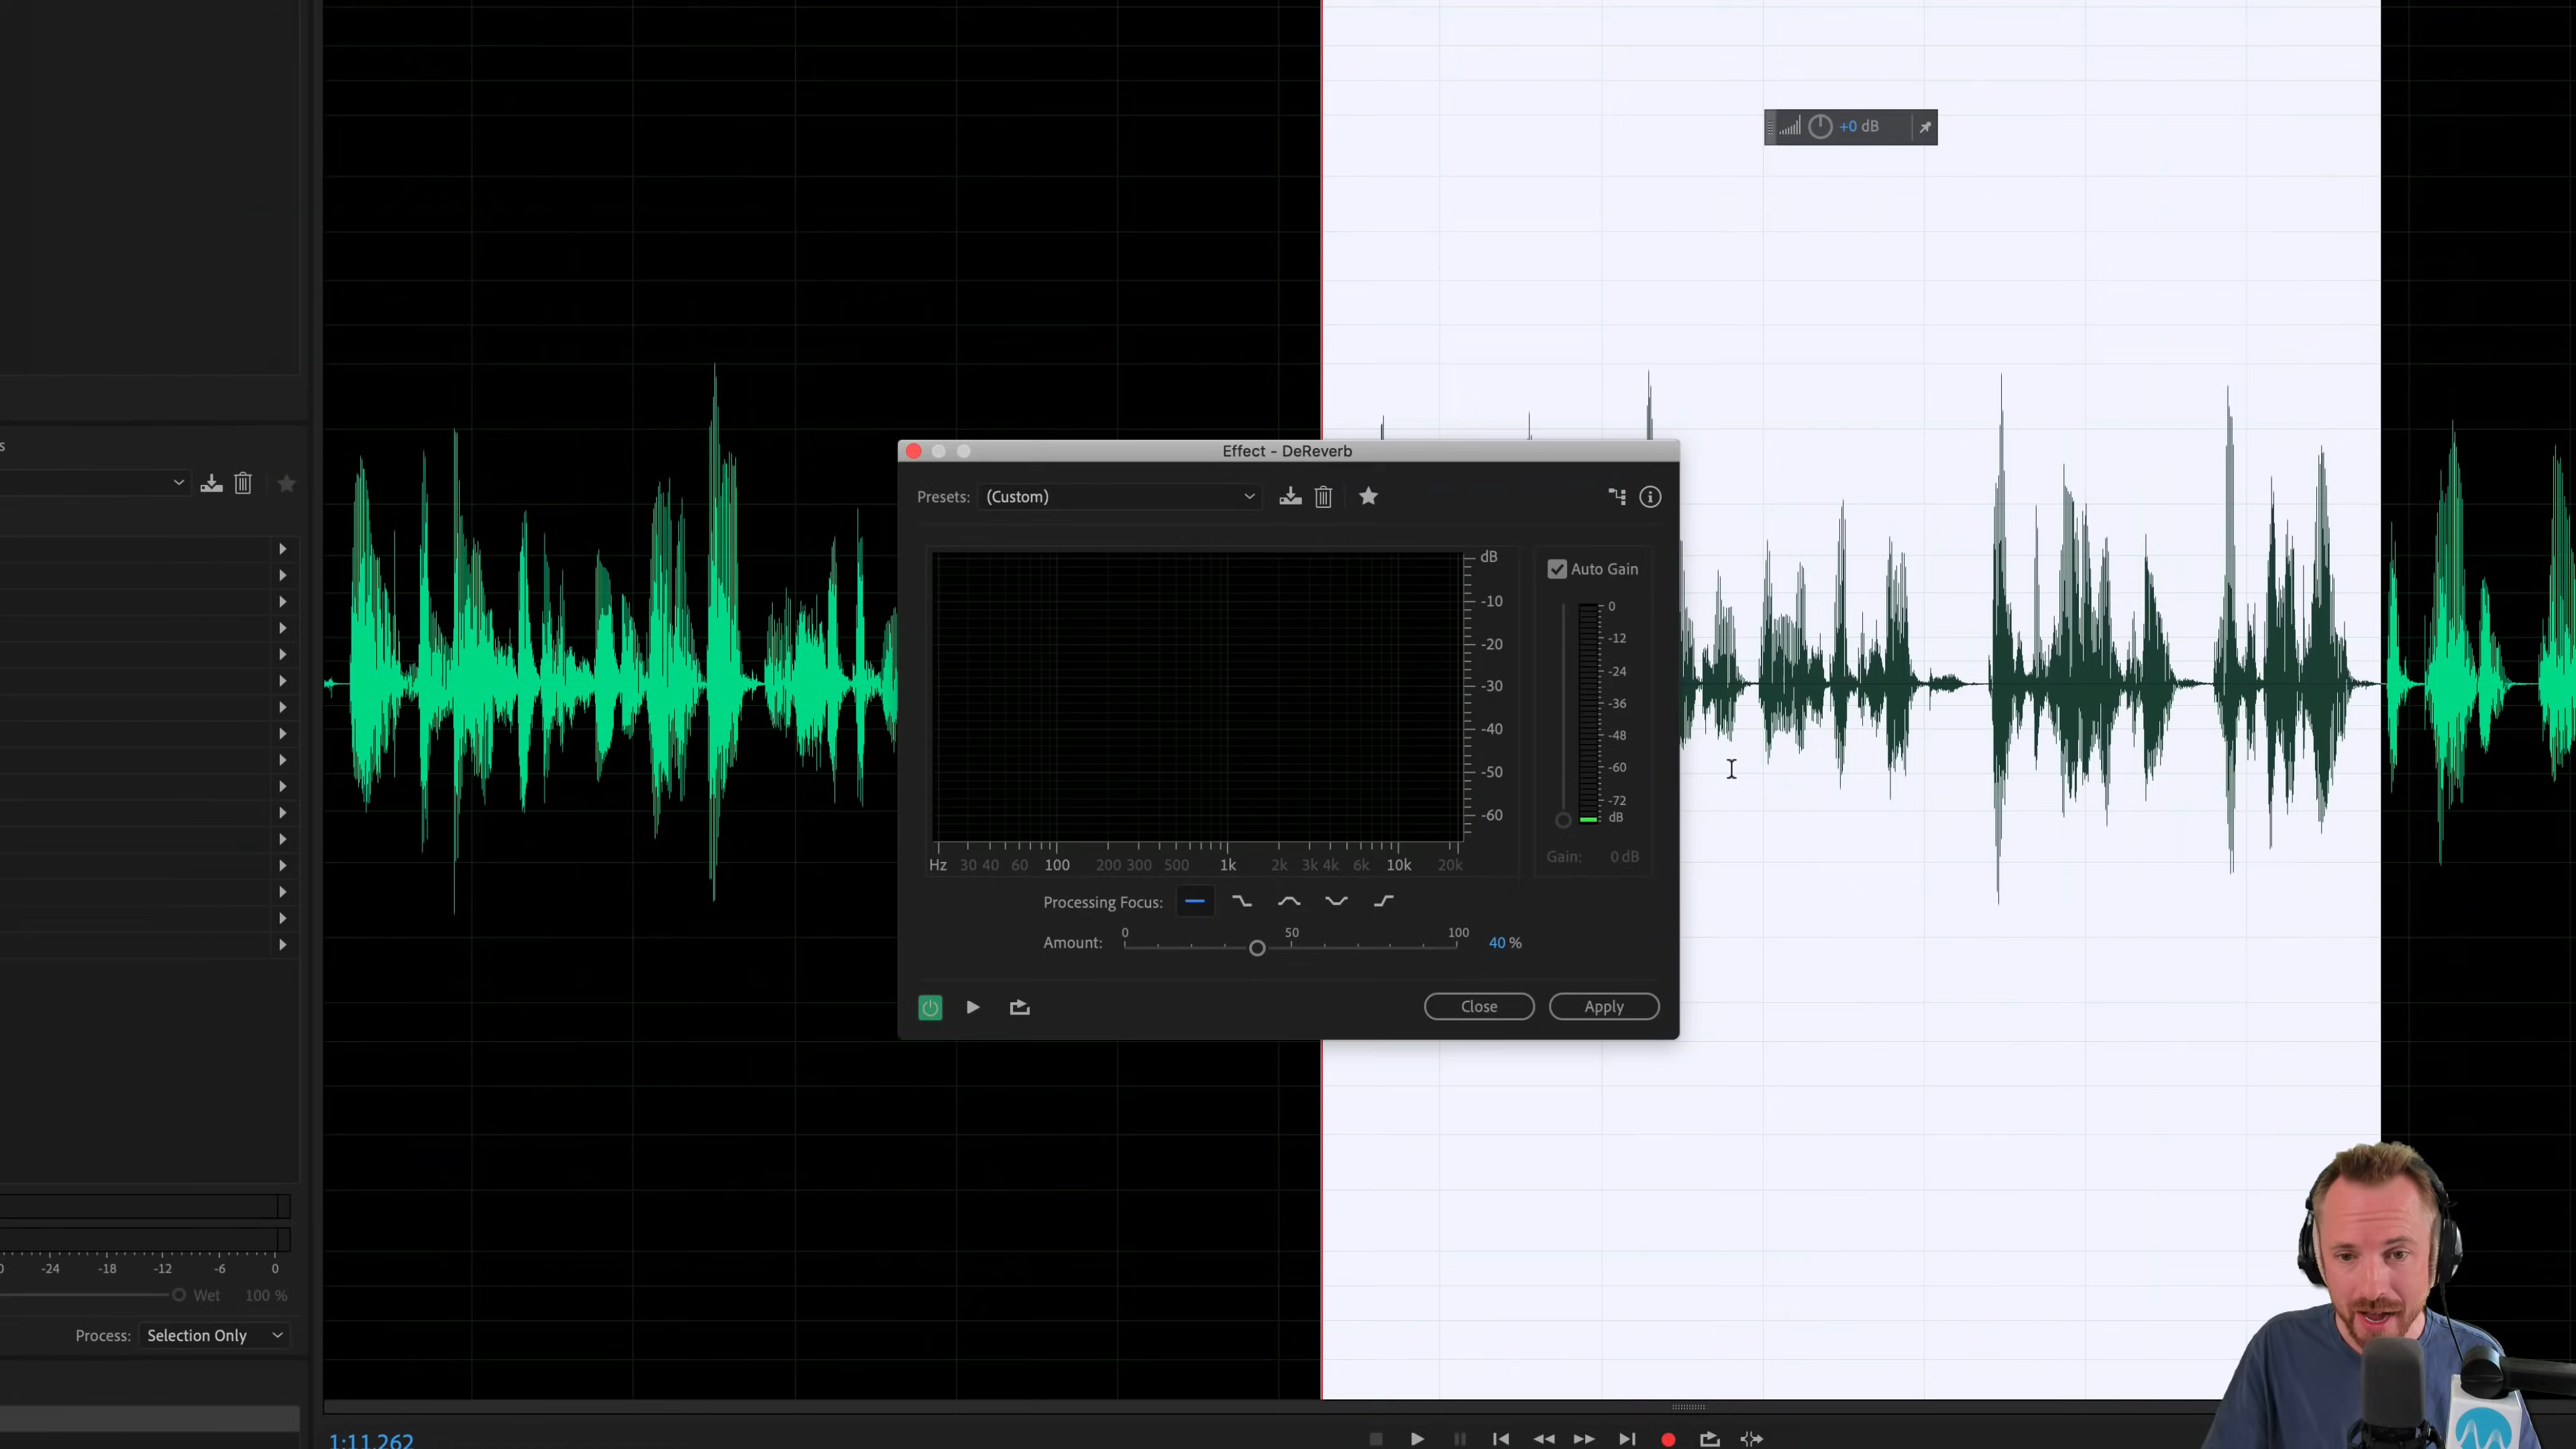 +0 dB
s
Effect - DeReverb
Presets: (Custom)
dB
-10
-20
-30
-40
-50
-60
Hz 30 40 60 100 200 300 500 1k 2k 3k 4k 6k 10k 20k
Auto Gain
0
-12
-24
-36
-48
-60
-72
dB
Gain: 0 dB
Processing Focus:
0 50 100
Amount: 40 %
Close Apply
-24 -18 -12 -6 0
Wet 100 %
Process: Selection Only
1:11.262